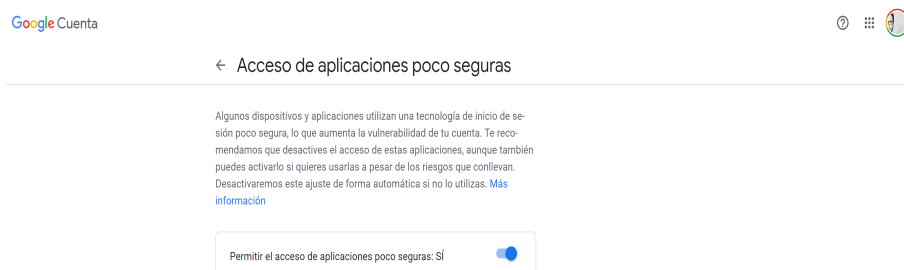 Google Cuenta
Acceso de aplicaciones poco seguras
Algunos dispositivos y aplicaciones utilizan una tecnología de inicio de se-
sión poco segura, lo que aumenta la vulnerabilidad de tu cuenta. Te reco-
mendamos que desactives el acceso de estas aplicaciones, aunque también
puedes activarlo si quieres usarlas a pesar de los riesgos que conllevan.
Desactivaremos este ajuste de forma automática si no lo utilizas. Más
información
Permitir el acceso de aplicaciones poco seguras: SÍ